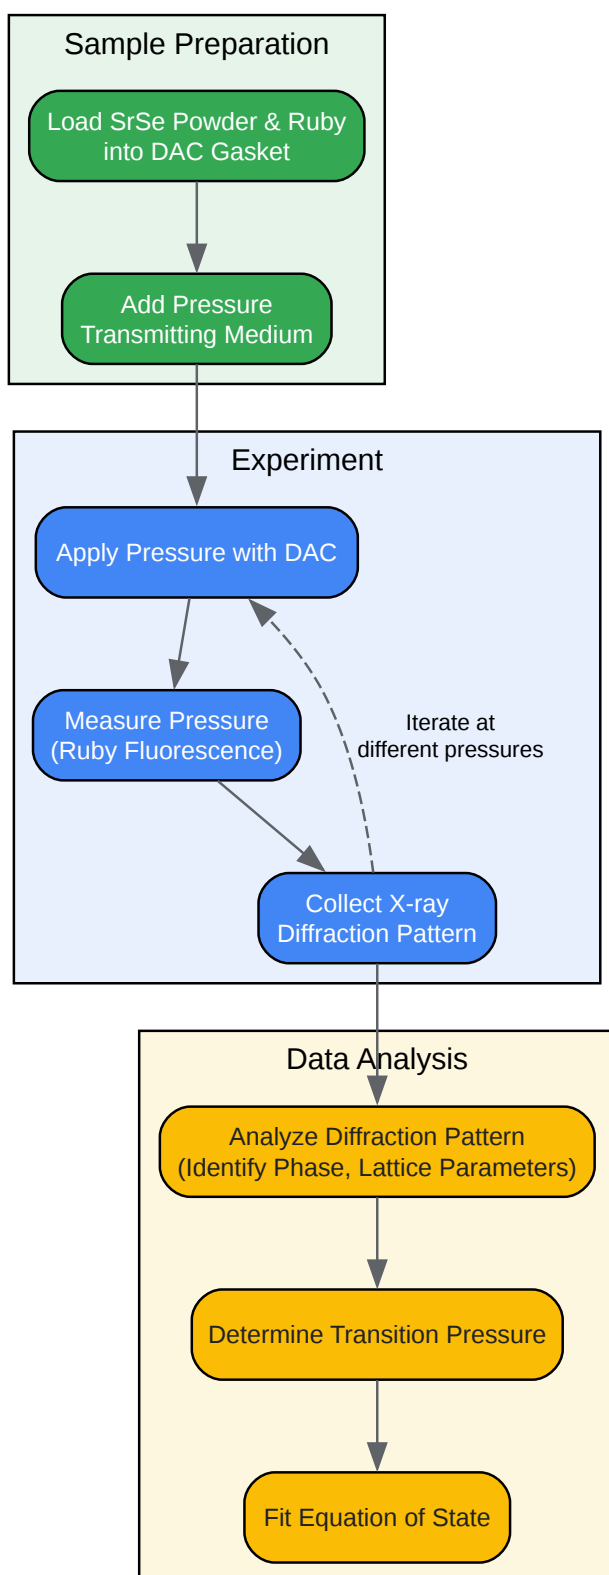 Sample Preparation
Load SrSe Powder & Ruby
into DAC Gasket
Add Pressure
Transmitting Medium
Experiment
Apply Pressure with DAC
Measure Pressure
(Ruby Fluorescence)
Iterate at
different pressures
Collect X-ray
Diffraction Pattern
Data Analysis
Analyze Diffraction Pattern
(Identify Phase, Lattice Parameters)
Determine Transition Pressure
Fit Equation of State